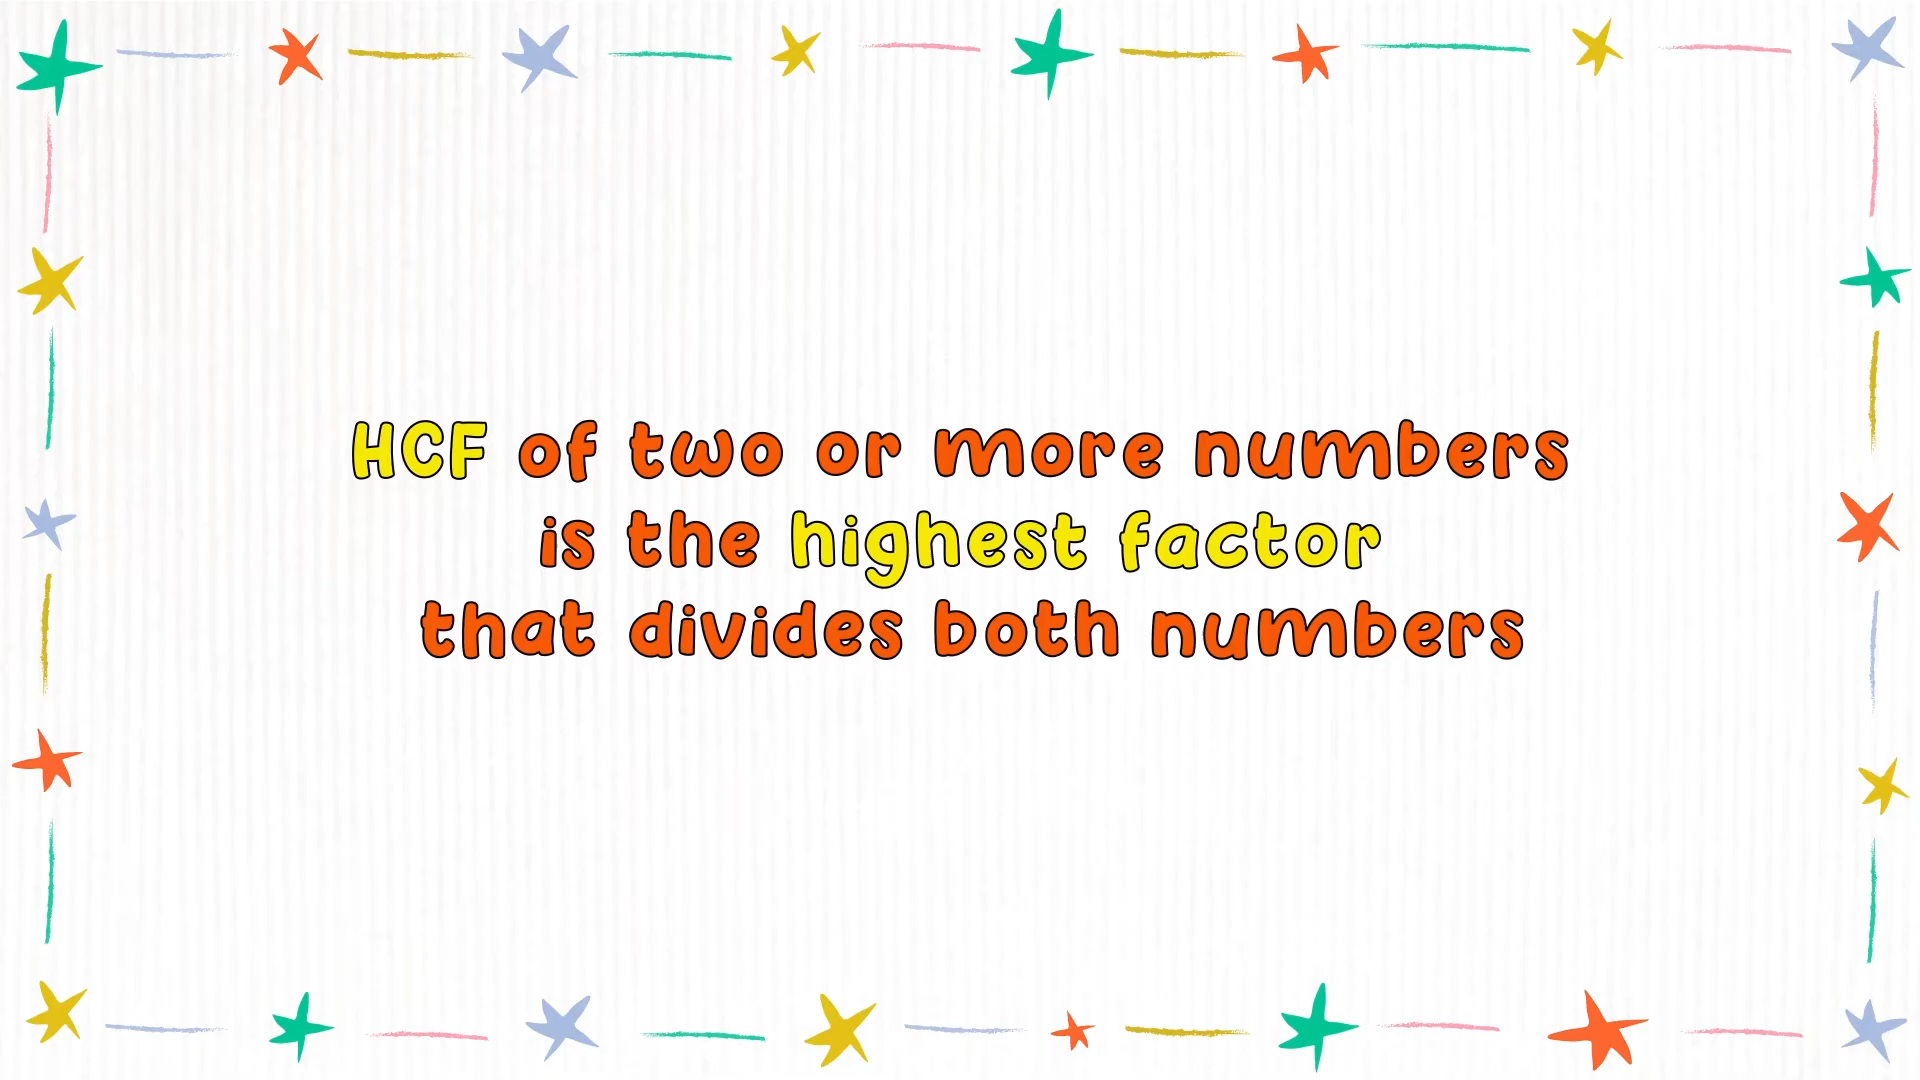 HCF of two or more numbers
is the highest factor
that divides both numbers